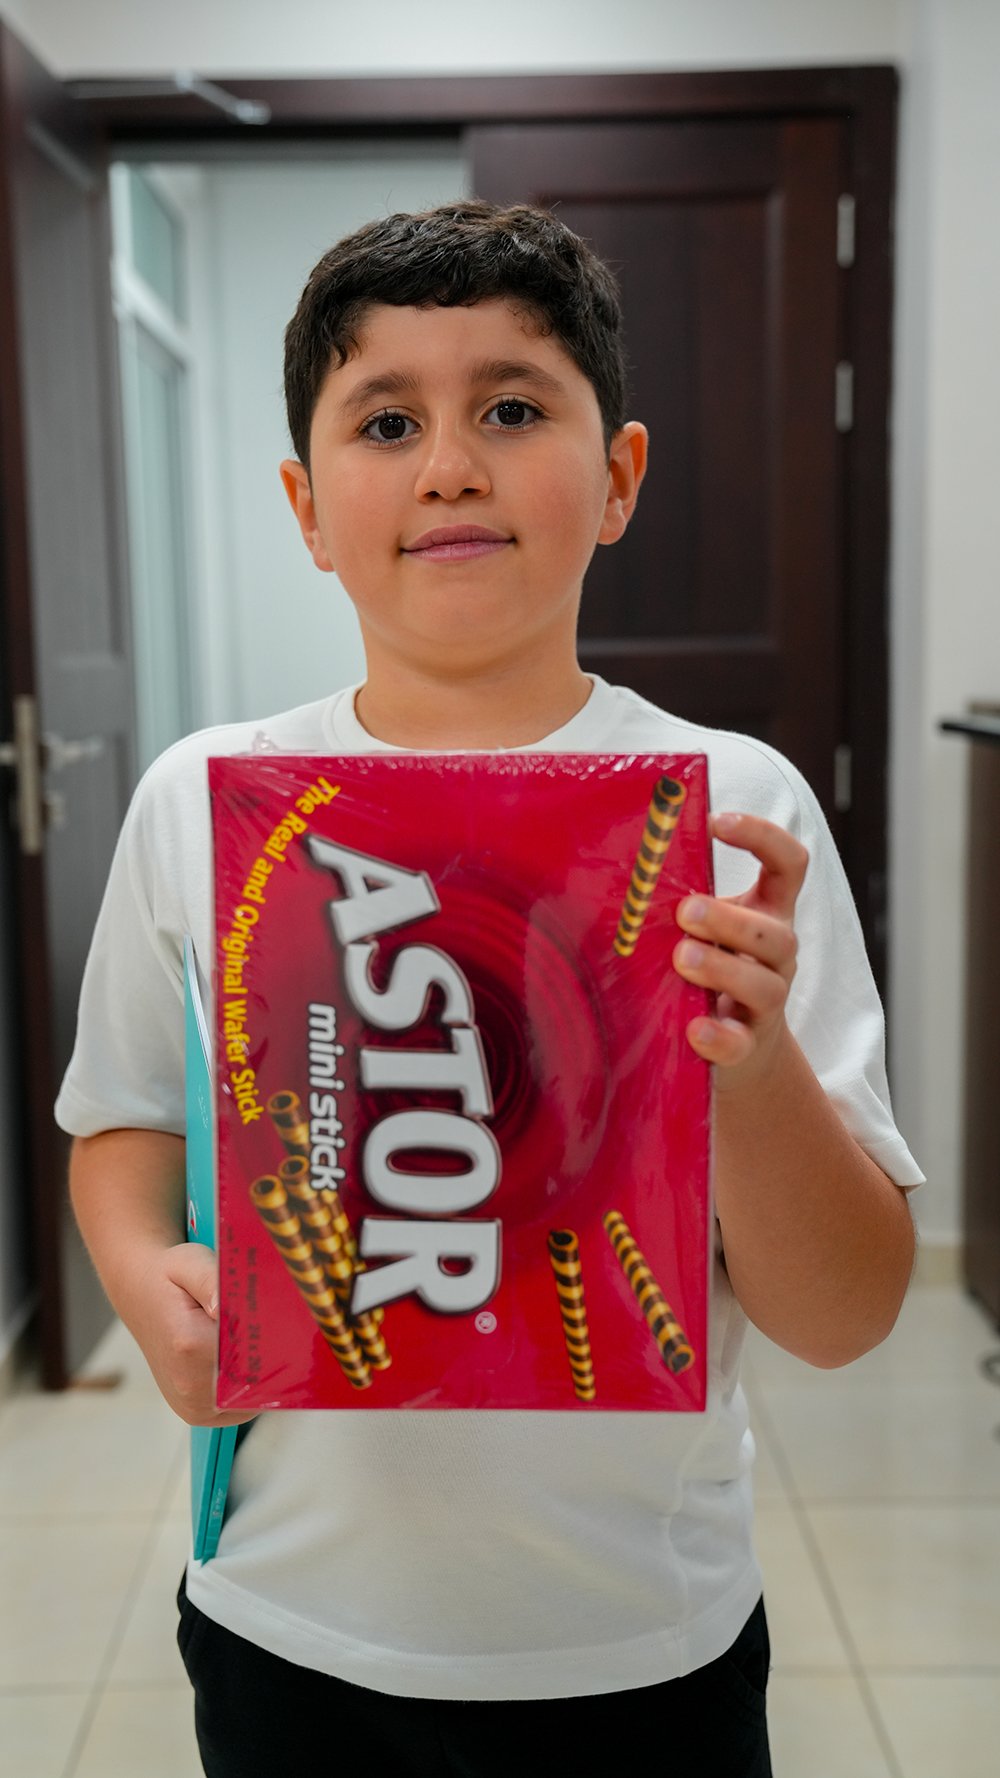 The Real and Original Wafer Stick
ASTOR®
mini stick